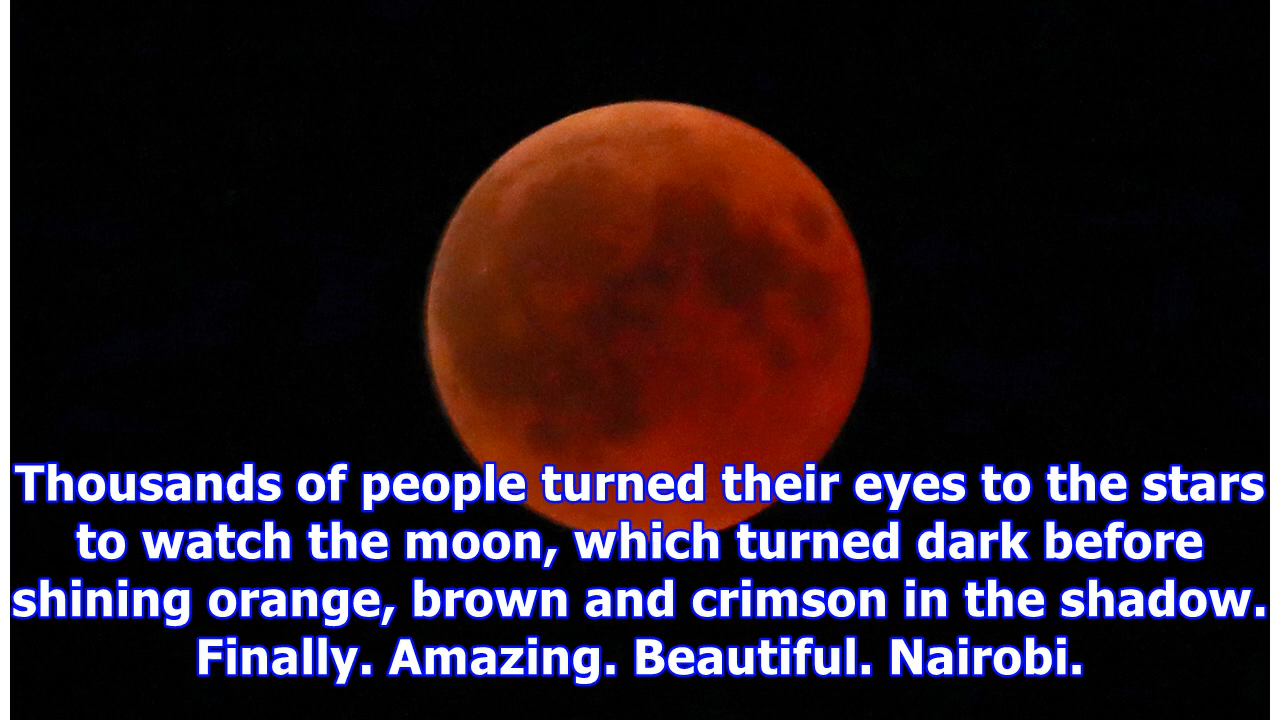 Thousands of people turned their eyes to the stars
to watch the moon, which turned dark before
shining orange, brown and crimson in the shadow.
Finally. Amazing. Beautiful. Nairobi.